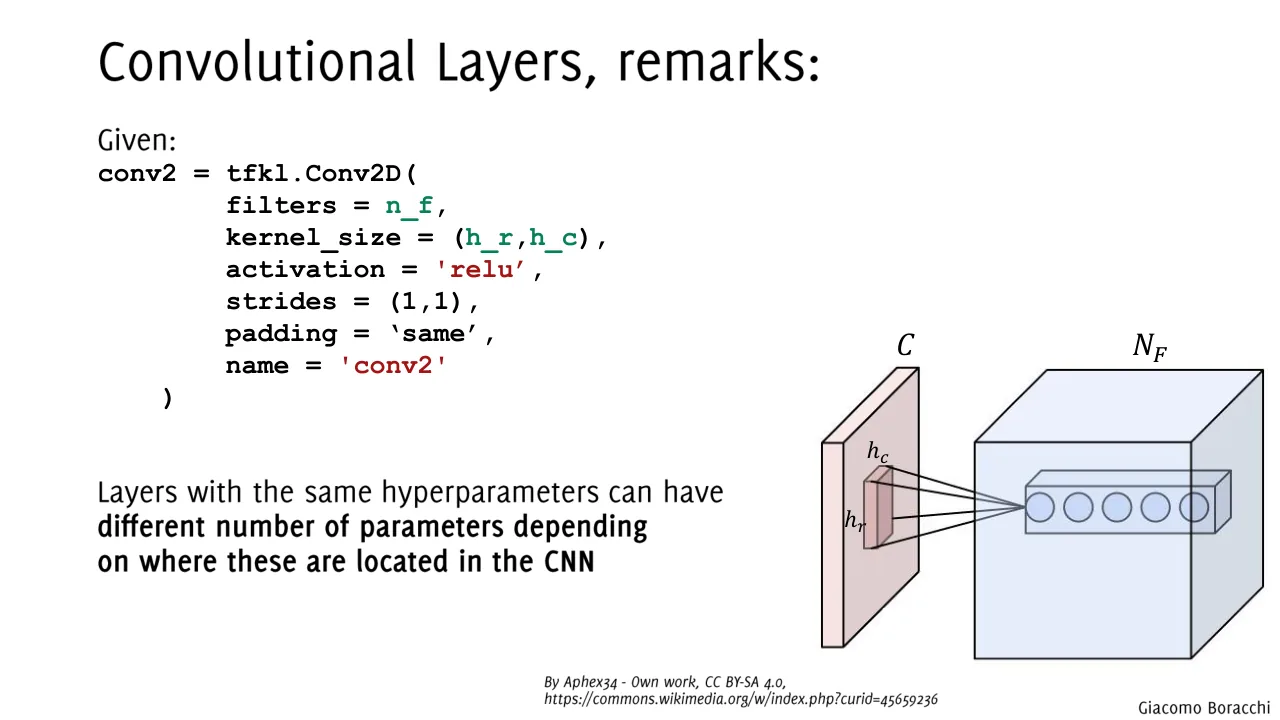 Convolutional Layers, remarks:
Given:
conv2 = tfkl.Conv2D(
filters = n_f,
kernel_size = (h_r,h_c),
activation = 'relu’,
strides = (1,1),
padding = ‘same’,
name = 'conv2'
)
C
N_F
h_c
h_r
Layers with the same hyperparameters can have
different number of parameters depending
on where these are located in the CNN
By Aphex34 - Own work, CC BY-SA 4.0,
https://commons.wikimedia.org/w/index.php?curid=45659236
Giacomo Boracchi